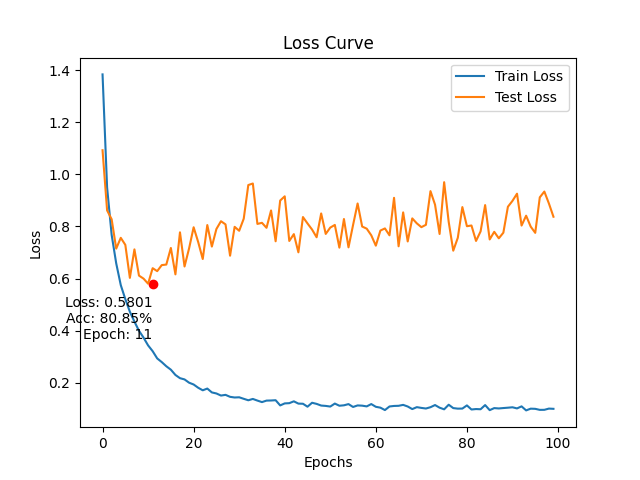 Loss Curve
Train Loss
Test Loss
1.4
1.2
1.0
0.8
0.6
0.4
0.2
Loss
Loss: 0.5801
Acc: 80.85%
Epoch: 11
0 20 40 60 80 100
Epochs